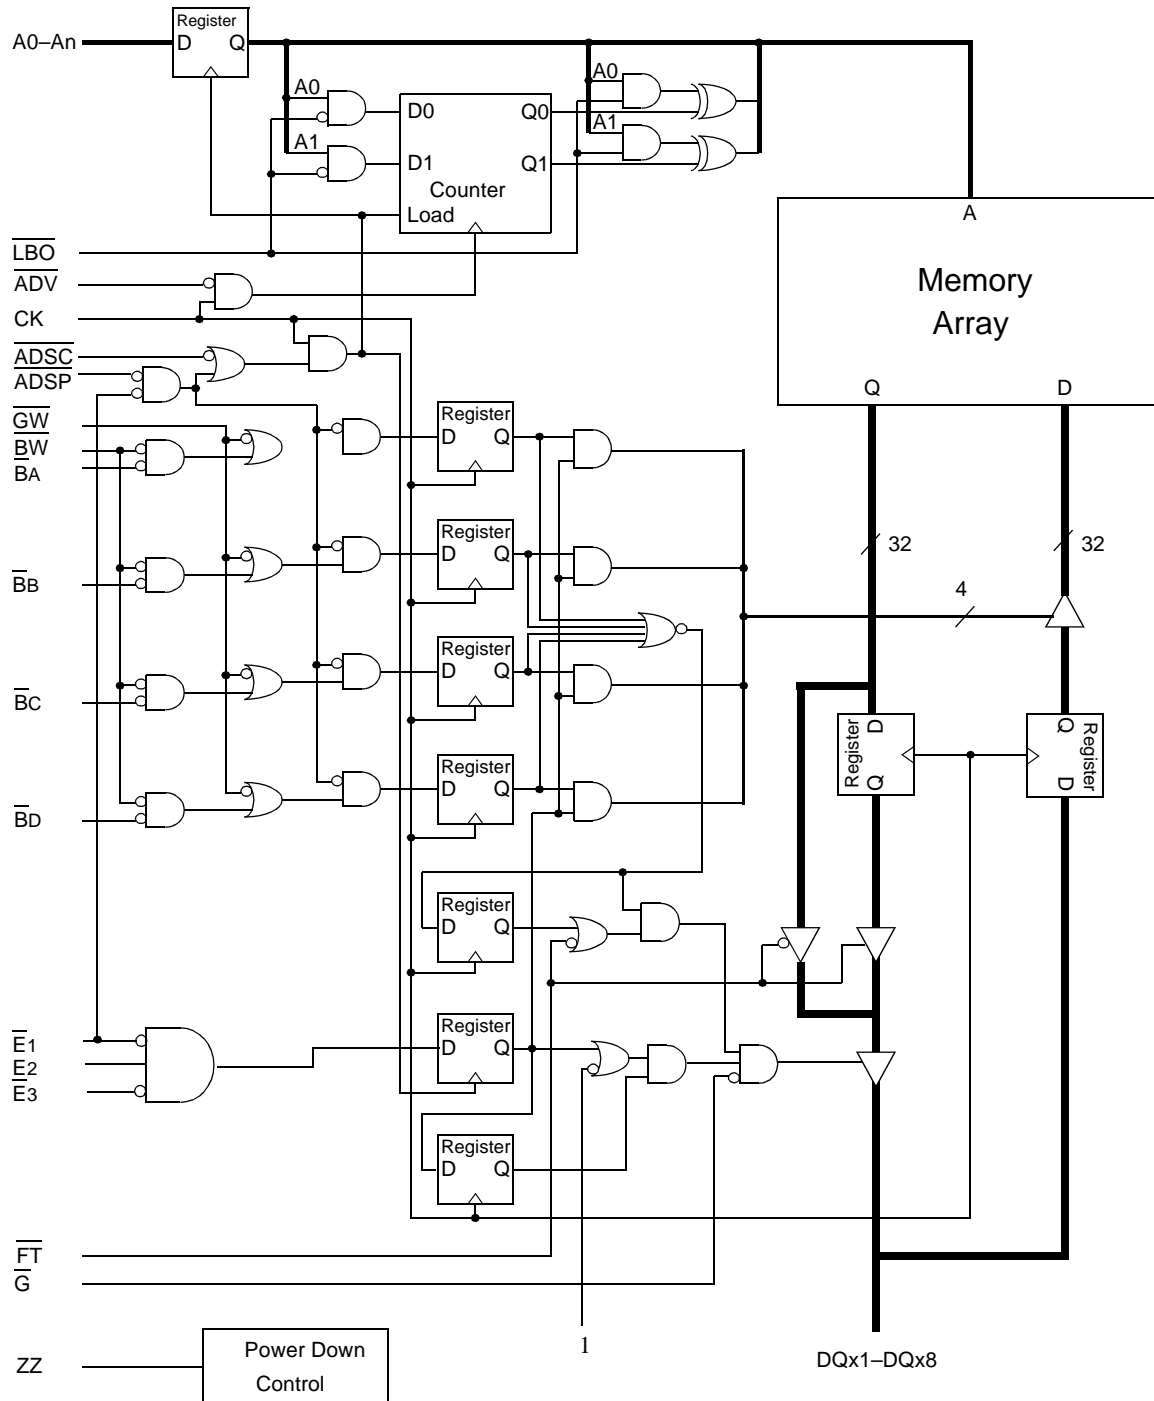 Register
A0–An
D Q
A0
A0
D0 Q0
A1
A1
D1 Q1
Counter
Load
A
LBO
ADV
Memory
CK
Array
ADSC
ADSP
Q D
GW
Register
BW
D Q
BA
Register
D Q
32 32
BB
4
Register
D Q
BC
Register
D
Q
Q
Register
D
Register
D Q
BD
Register
D Q
Register
E1
D Q
E2
E3
Register
D Q
FT
G
1
Power Down
ZZ
DQx1–DQx8
Control